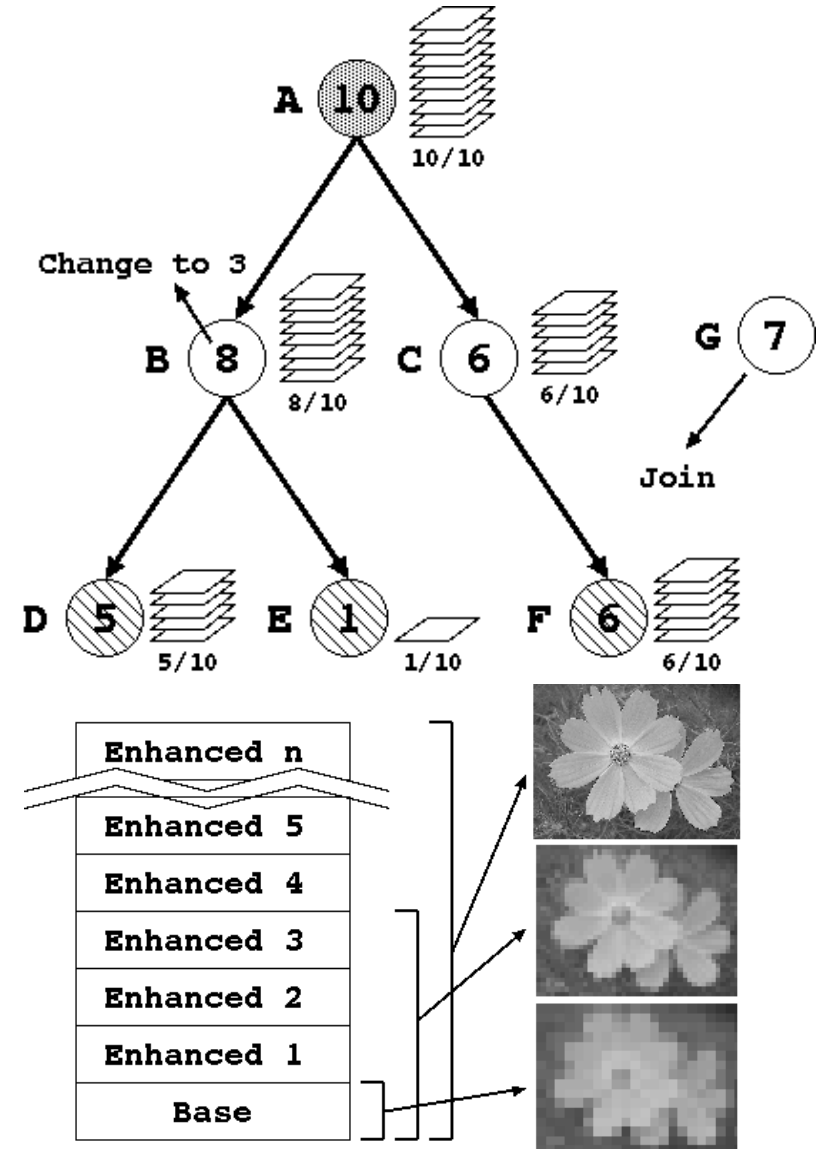 A 10
10/10
Change to 3
B 8
8/10
C 6
6/10
G 7
Join
D 5
5/10
E 1
1/10
F 6
6/10
Enhanced n
Enhanced 5
Enhanced 4
Enhanced 3
Enhanced 2
Enhanced 1
Base